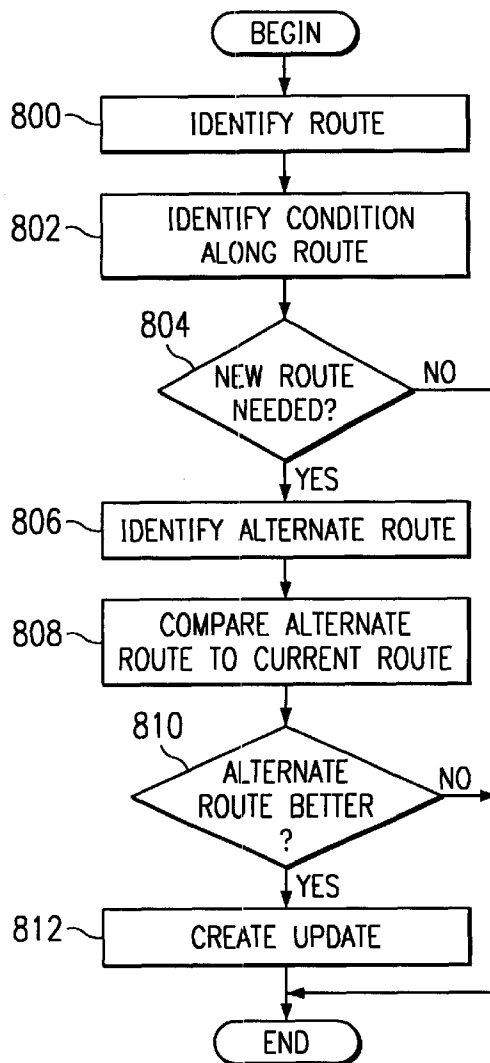 BEGIN
800
IDENTIFY ROUTE
802
IDENTIFY CONDITION
ALONG ROUTE
804
NEW ROUTE
NEEDED?
NO
YES
806
IDENTIFY ALTERNATE ROUTE
808
COMPARE ALTERNATE
ROUTE TO CURRENT ROUTE
810
ALTERNATE
ROUTE BETTER
?
NO
YES
812
CREATE UPDATE
END